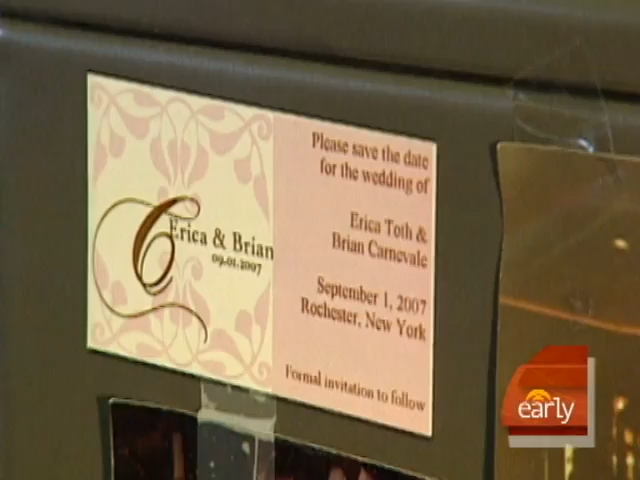 C
Erica & Brian
09.01.2007
Please save the date
for the wedding of
Erica Toth &
Brian Carnevale
September 1, 2007
Rochester, New York
Formal invitation to follow
early